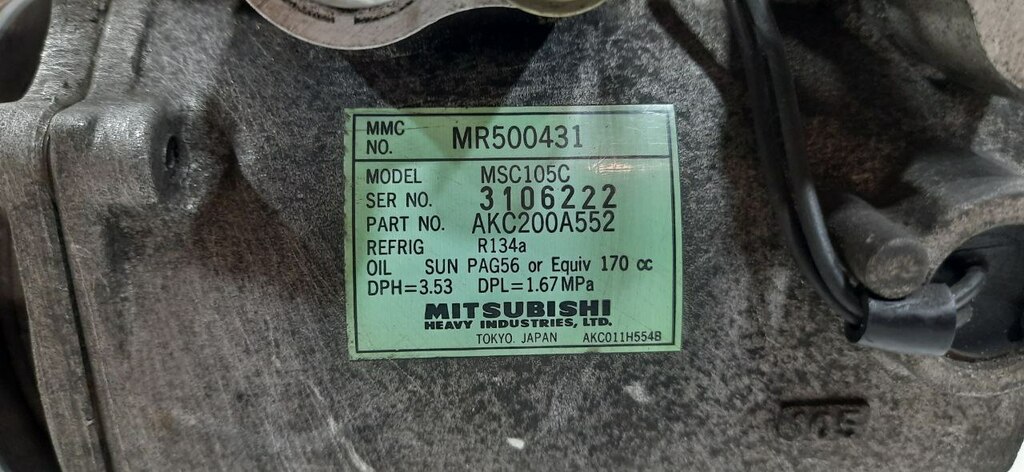 MMC NO. MR500431
MODEL MSC105C
SER NO. 3106222
PART NO. AKC200A552
REFRIG R134a
OIL SUN PAG56 or Equiv 170 cc
DPH=3.53 DPL=1.67MPa
MITSUBISHI
HEAVY INDUSTRIES, LTD.
TOKYO. JAPAN AKC011H554B